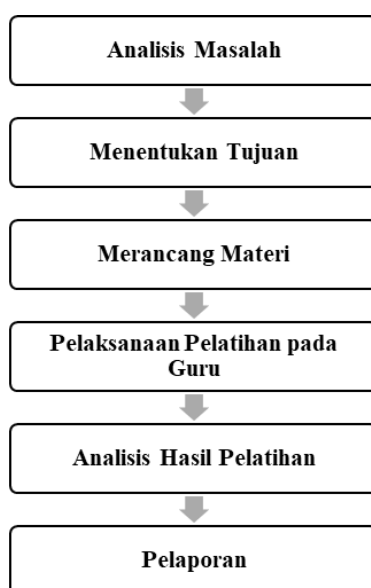 Analisis Masalah
Menentukan Tujuan
Merancang Materi
Pelaksanaan Pelatihan pada
Guru
Analisis Hasil Pelatihan
Pelaporan